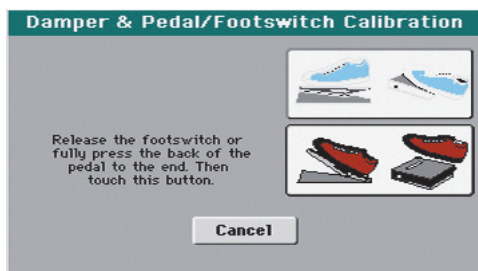 Damper & Pedal/Footswitch Calibration
Release the footswitch or
fully press the back of the
pedal to the end. Then
touch this button.
Cancel